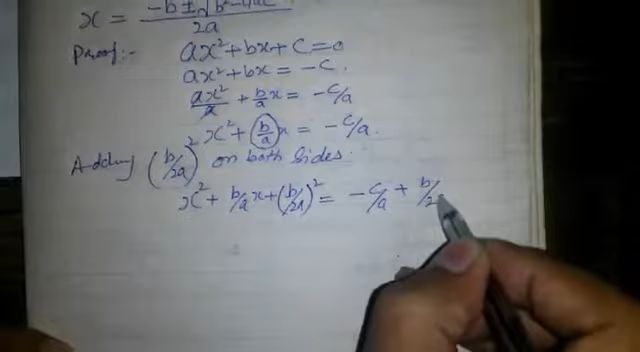 x = -b ± √b²-4ac / 2a
Proof:- ax²+bx+c=0
ax²+bx = -c.
ax²/a + b/a x = -c/a
x² + b/a x = -c/a.
Adding (b/2a)² on both sides.
x² + b/a x + (b/2a)² = -c/a + b/2